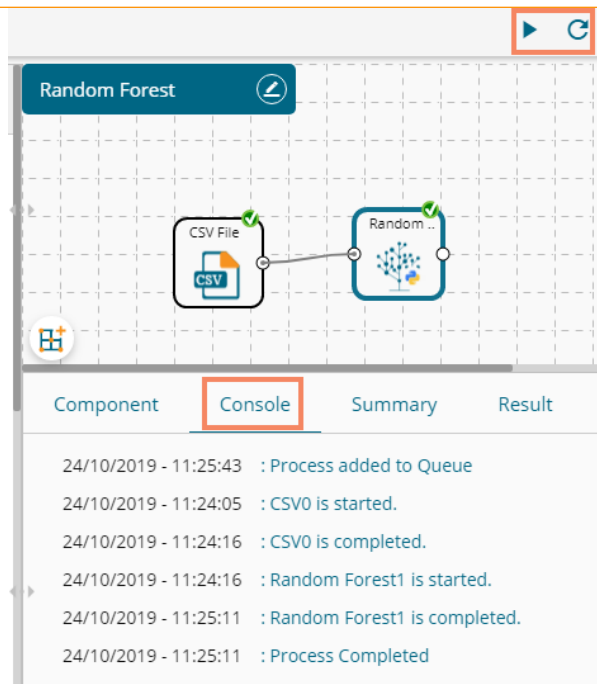 Random Forest
CSV File
Random ..
CSV
Component Console Summary Result
24/10/2019 - 11:25:43 : Process added to Queue
24/10/2019 - 11:24:05 : CSV0 is started.
24/10/2019 - 11:24:16 : CSV0 is completed.
24/10/2019 - 11:24:16 : Random Forest1 is started.
24/10/2019 - 11:25:11 : Random Forest1 is completed.
24/10/2019 - 11:25:11 : Process Completed